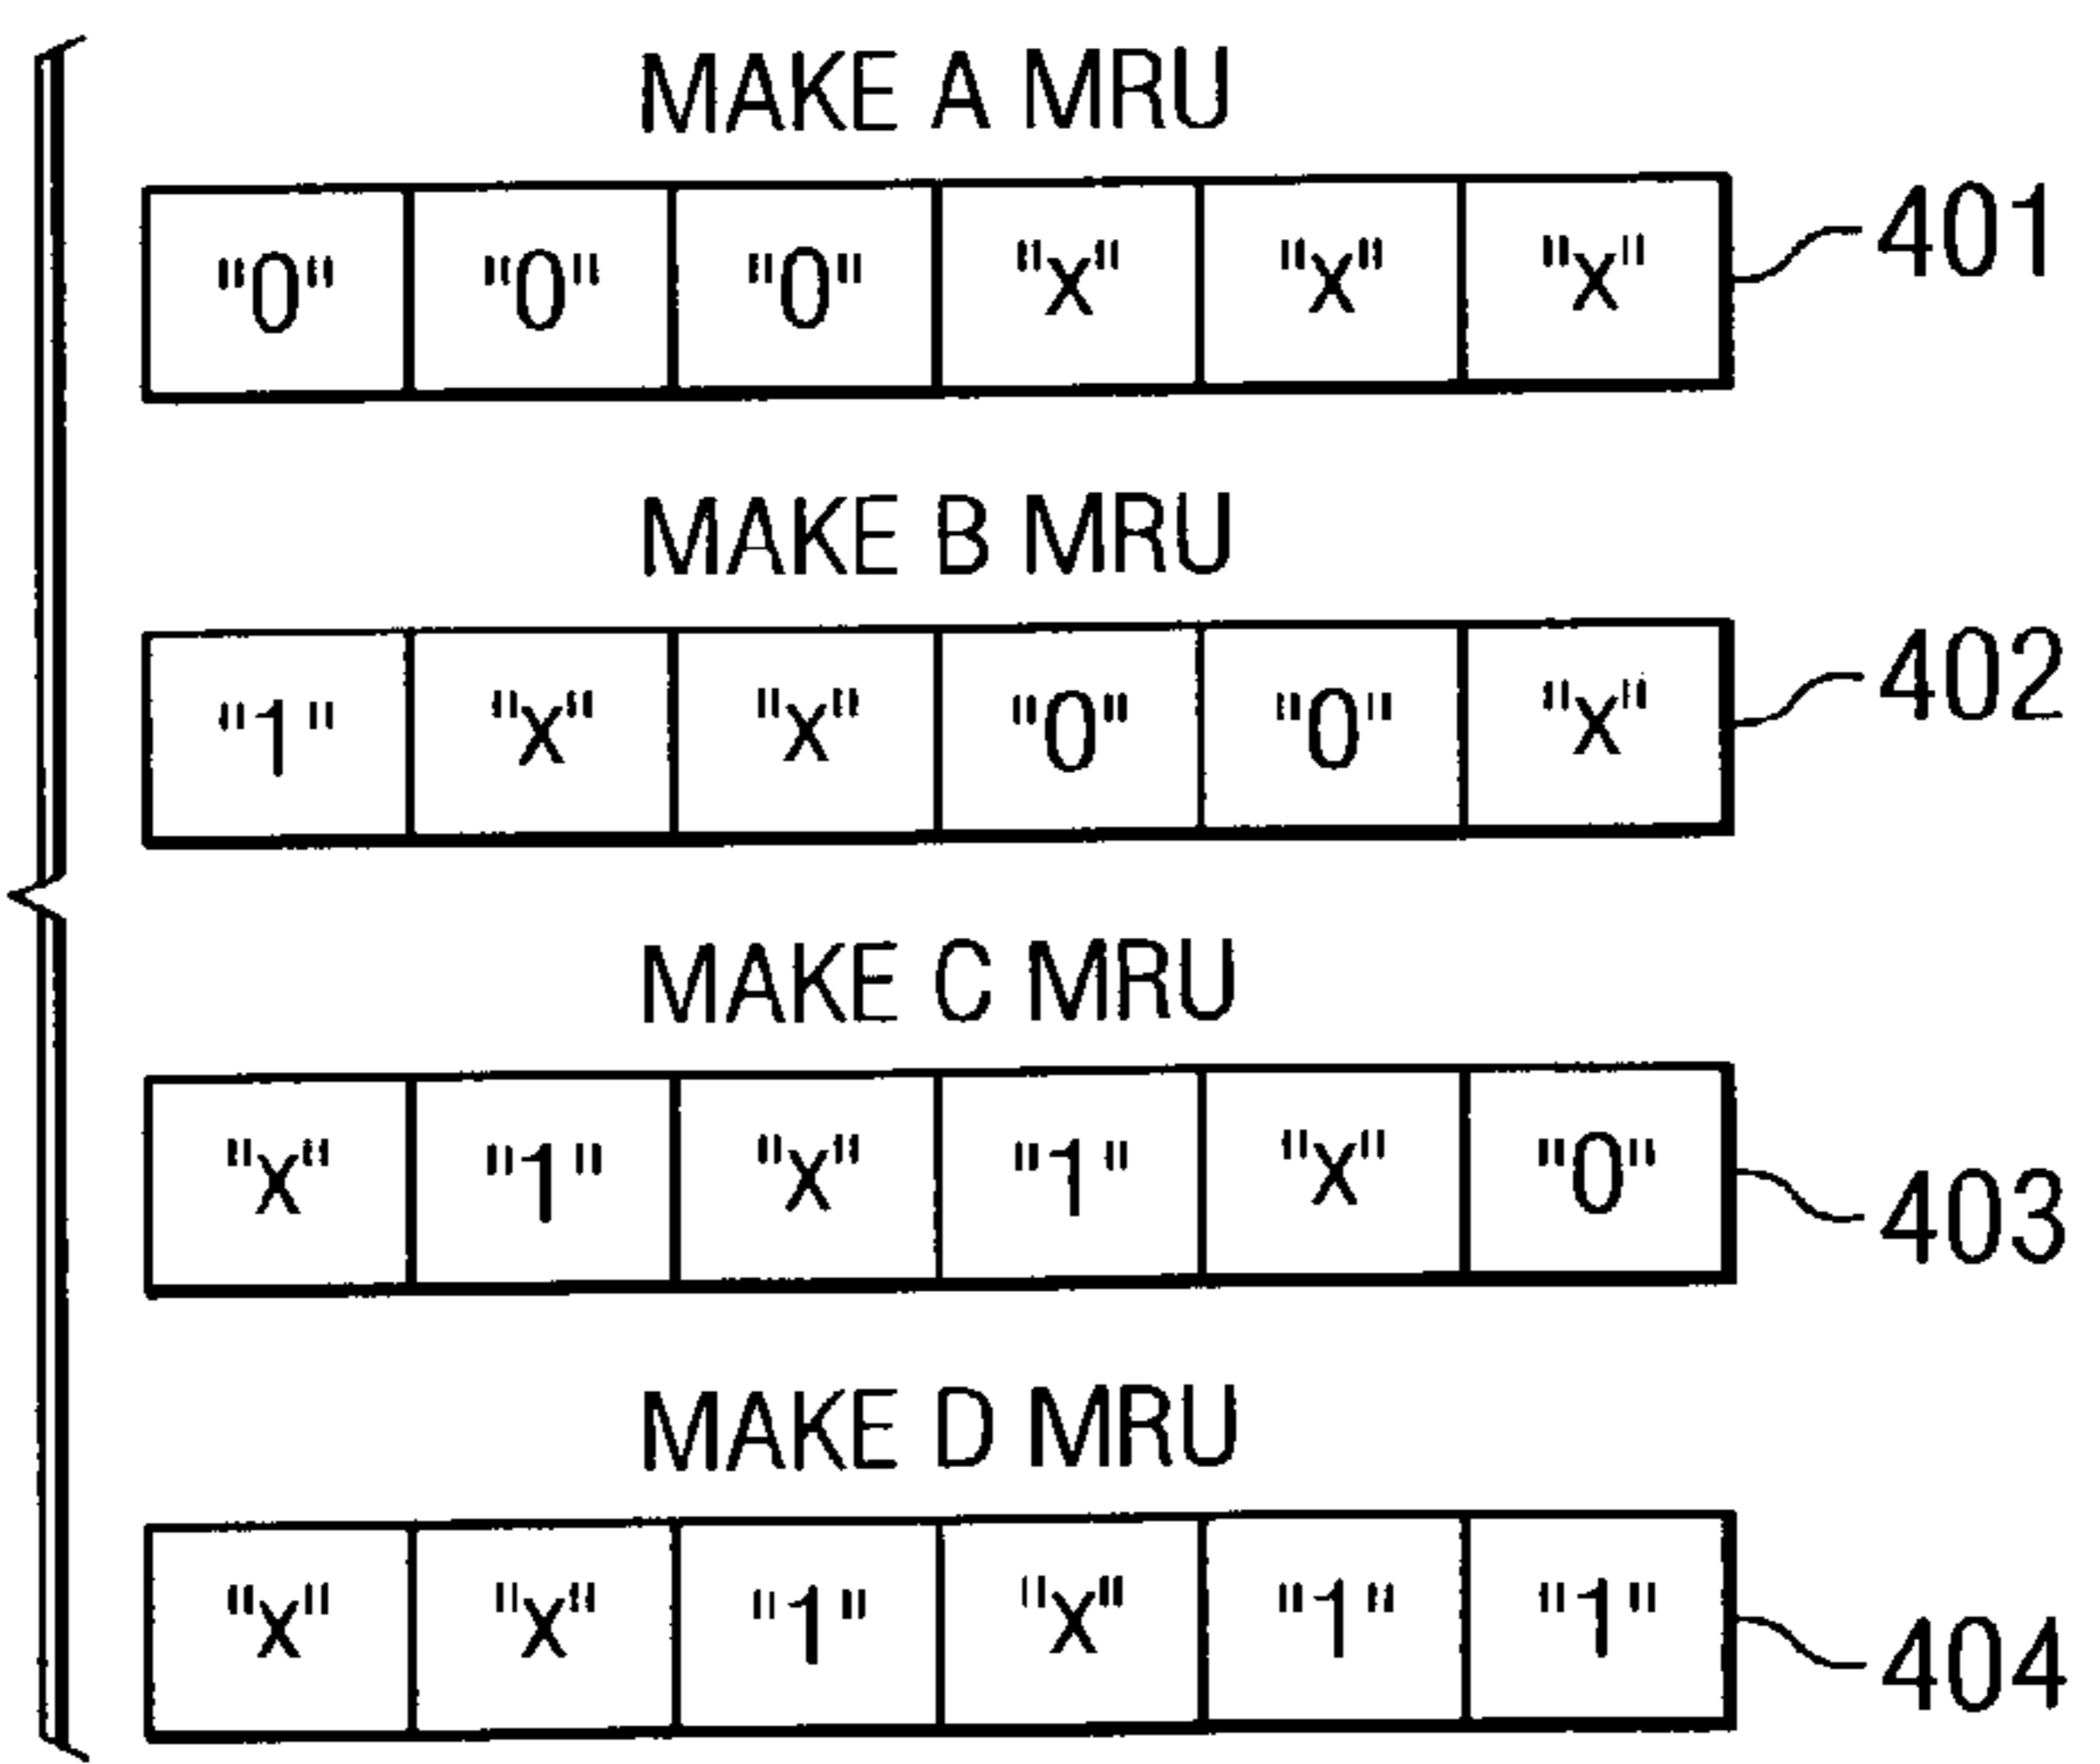 MAKE A MRU
"0" "0" "0" "x" "x" "x" 401
MAKE B MRU
"1" "x" "x" "0" "0" "x" 402
MAKE C MRU
"x" "1" "x" "1" "x" "0" 403
MAKE D MRU
"x" "x" "1" "x" "1" "1" 404